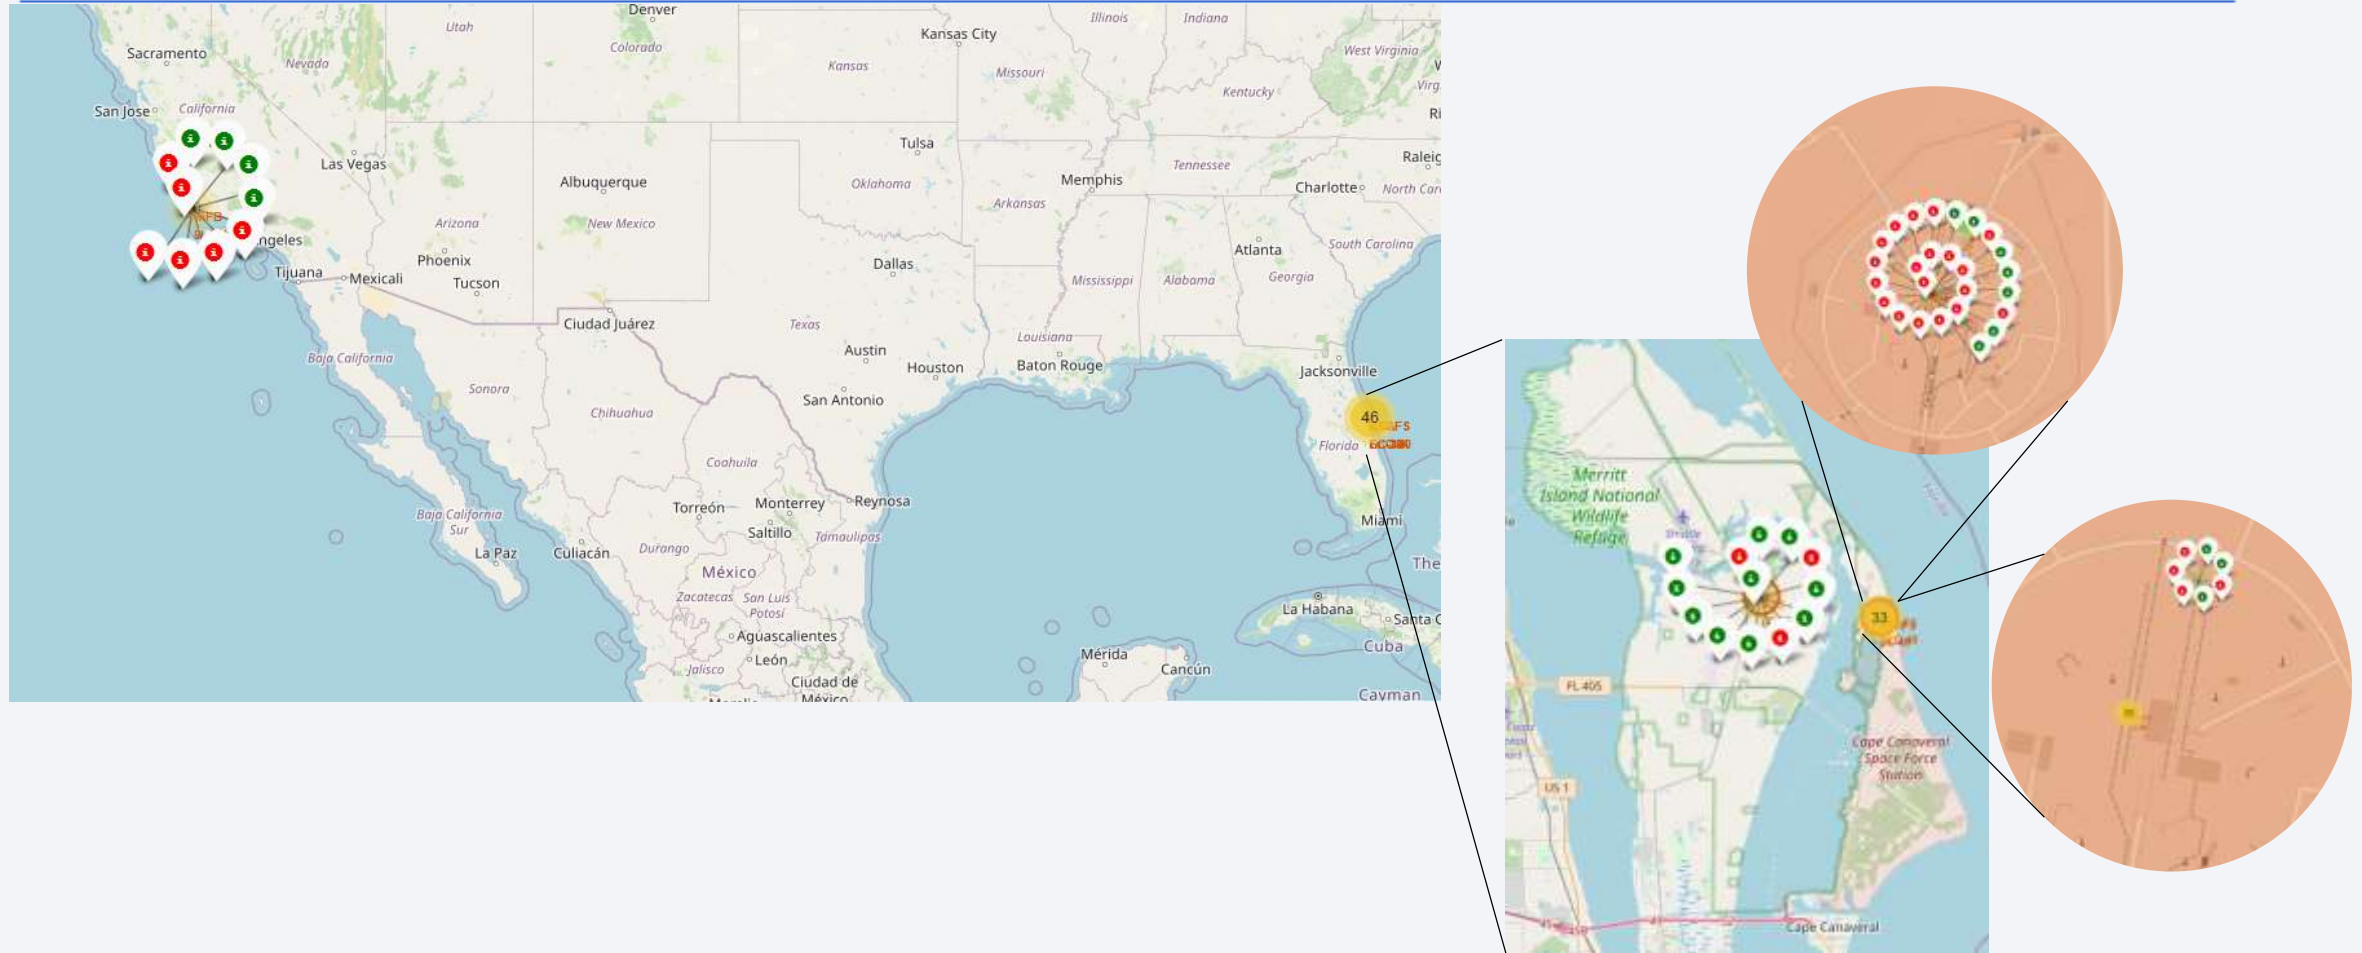 Denver
Sacramento
Utah
Colorado
Nevada
Kansas City
Kansas
Missouri
Illinois
Indiana
West Virginia
Kentucky
San Jose
California
Las Vegas
Albuquerque
New Mexico
Arizona
Phoenix
Tucson
Tijuana
Mexicali
Tulsa
Oklahoma
Arkansas
Memphis
Tennessee
Charlotte
Atlanta
South Carolina
Dallas
Mississippi
Alabama
Georgia
Ciudad Juárez
Texas
Louisiana
Austin
Houston
Baton Rouge
Jacksonville
San Antonio
46
Florida
Miami
Baja California
Sonora
Chihuahua
Coahuila
Baja California
Sur
La Paz
Culiacán
Torreón
Monterrey
Reynosa
Saltillo
Durango
Tamaulipas
México
Zacatecas
San Luis
Potosí
Aguascalientes
León
Jalisco
Ciudad de
México
Mérida
Cancún
La Habana
Cuba
Cayman
The
Merritt
Island National
Wildlife
Refuge
33
FL 405
US 1
Cape Canaveral
Space Force
Station
Cape Canaveral